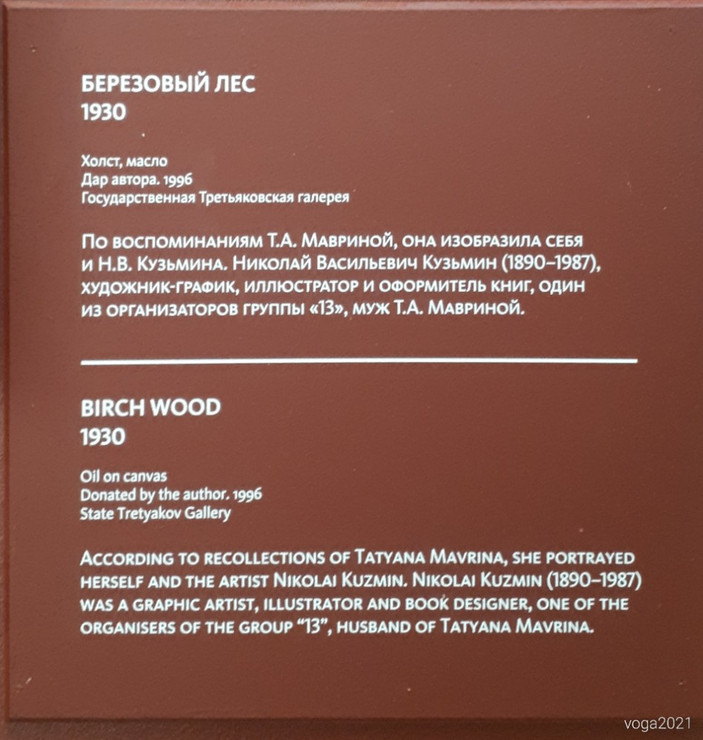 БЕРЕЗОВЫЙ ЛЕС
1930
Холст, масло
Дар автора. 1996
Государственная Третьяковская галерея
По воспоминаниям Т.А. Мавриной, она изобразила себя
и Н.В. Кузьмина. Николай Васильевич Кузьмин (1890–1987),
художник-график, иллюстратор и оформитель книг, один
из организаторов группы «13», муж Т.А. Мавриной.
BIRCH WOOD
1930
Oil on canvas
Donated by the author. 1996
State Tretyakov Gallery
According to recollections of Tatyana Mavrina, she portrayed
herself and the artist Nikolai Kuzmin. Nikolai Kuzmin (1890–1987)
was a graphic artist, illustrator and book designer, one of the
organisers of the group “13”, husband of Tatyana Mavrina.
voga2021